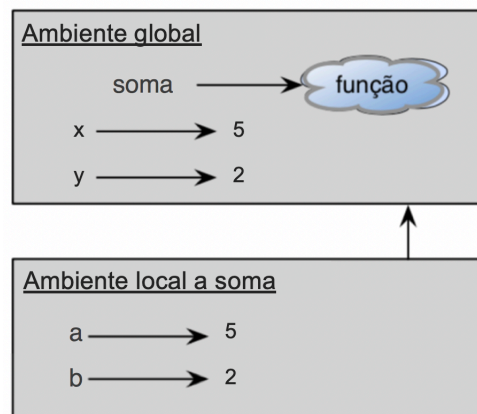 Ambiente global
soma função
x 5
y 2
Ambiente local a soma
a 5
b 2